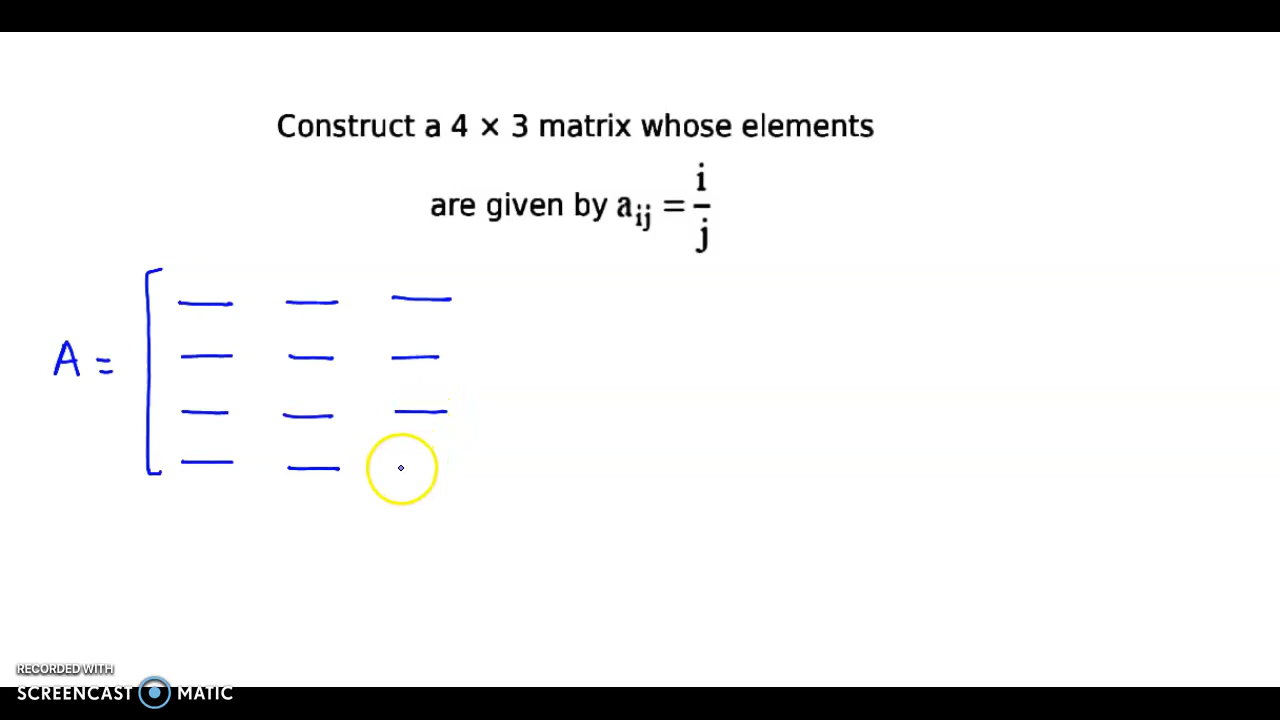 Construct a 4 × 3 matrix whose elements
are given by aij = i/j
A =
RECORDED WITH
SCREENCAST MATIC